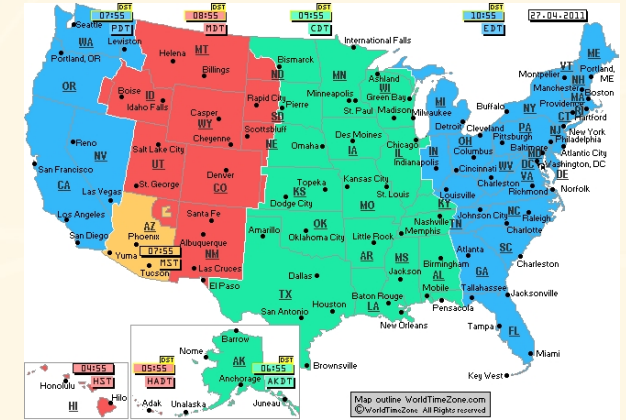 DST
DST
DST
DST
07:55
08:55
09:55
10:55
27.04.2011
PDT
MDT
CDT
EDT
Seattle
WA
Lewiston
Portland, OR
OR
Reno
NV
San Francisco
CA
Las Vegas
Los Angeles
San Diego
MT
Helena
Billings
Boise
ID
Idaho Falls
Casper
WY
Cheyenne
Salt Lake City
UT
St. George
Denver
CO
Santa Fe
Albuquerque
NM
Las Cruces
El Paso
AZ
Phoenix
07:55
MST
Yuma
Tucson
International Falls
Bismarck
ND
MN
Minneapolis
St. Paul
Ashland
WI
Green Bay
Madison
Milwaukee
Rapid City
Pierre
SD
Scottsbluff
NE
Omaha
Des Moines
IA
Chicago
IL
Topeka
KS
Dodge City
Kansas City
St. Louis
MO
Amarillo
OK
Oklahoma City
Little Rock
AR
Memphis
Nashville
KY
TN
Dallas
TX
San Antonio
Houston
Brownsville
MS
Jackson
Baton Rouge
LA
New Orleans
Birmingham
AL
Mobile
Pensacola
MI
Detroit
IN
Indianapolis
OH
Cleveland
Columbus
Cincinnati
Charleston
WV
Louisville
Johnson City
NC
Raleigh
Charlotte
SC
Charleston
Atlanta
GA
Tallahassee
Jacksonville
Tampa
FL
Miami
Key West
VT
ME
Montpelier
Portland, ME
NH
Manchester
Boston
MA
Providence
RI
CT
Hartford
Buffalo
NY
New York
PA
Pittsburgh
NJ
Philadelphia
Baltimore
Atlantic City
MD
DC
Washington, DC
DE
VA
Richmond
Norfolk
04:55
HST
Honolulu
HI
Hilo
DST
05:55
HADT
Barrow
Nome
AK
Anchorage
Adak
Unalaska
Juneau
DST
06:55
AKDT
Map outline WorldTimeZone.com
©WorldTimeZone All Rights reserved